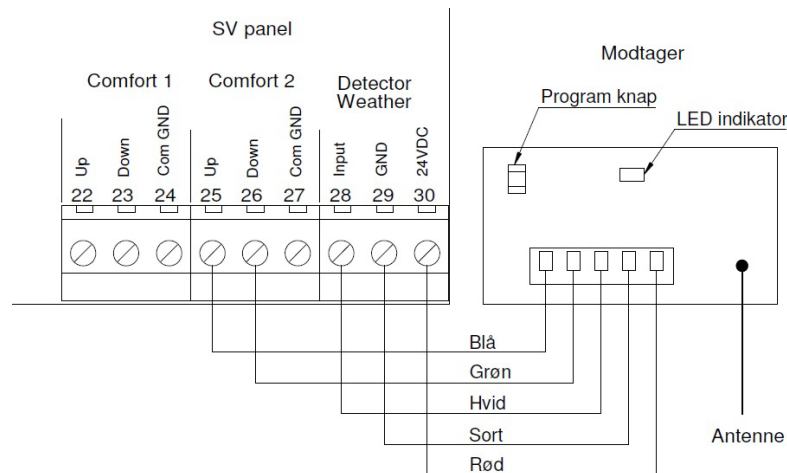 SV panel
Modtager
Comfort 1
Comfort 2
Detector
Weather
Program knap
LED indikator
Up
Down
Com GND
Up
Down
Com GND
Input
GND
24VDC
22
23
24
25
26
27
28
29
30
Blå
Grøn
Hvid
Sort
Antenne
Rød